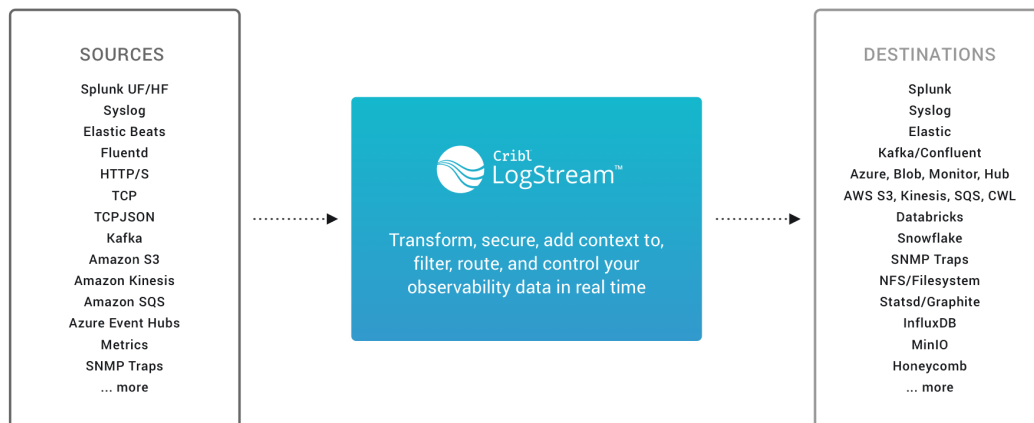 SOURCES
Splunk UF/HF
Syslog
Elastic Beats
Fluentd
HTTP/S
TCP
TCPJSON
Kafka
Amazon S3
Amazon Kinesis
Amazon SQS
Azure Event Hubs
Metrics
SNMP Traps
... more
Cribl
LogStream™
Transform, secure, add context to,
filter, route, and control your
observability data in real time
DESTINATIONS
Splunk
Syslog
Elastic
Kafka/Confluent
Azure, Blob, Monitor, Hub
AWS S3, Kinesis, SQS, CWL
Databricks
Snowflake
SNMP Traps
NFS/Filesystem
Statsd/Graphite
InfluxDB
MinIO
Honeycomb
... more